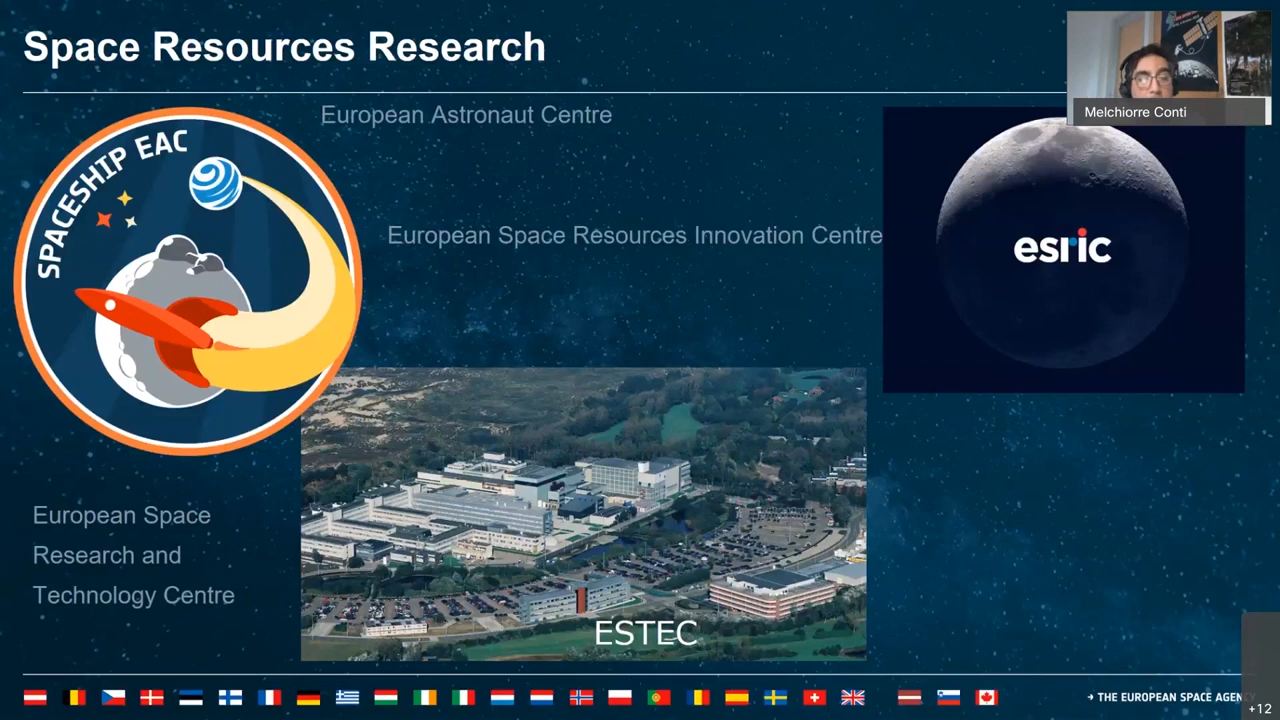 Space Resources Research
Melchiorre Conti
European Astronaut Centre
SPACESHIP EAC
European Space Resources Innovation Centre
esric
European Space
Research and
Technology Centre
ESTEC
→ THE EUROPEAN SPACE AGEN
+12